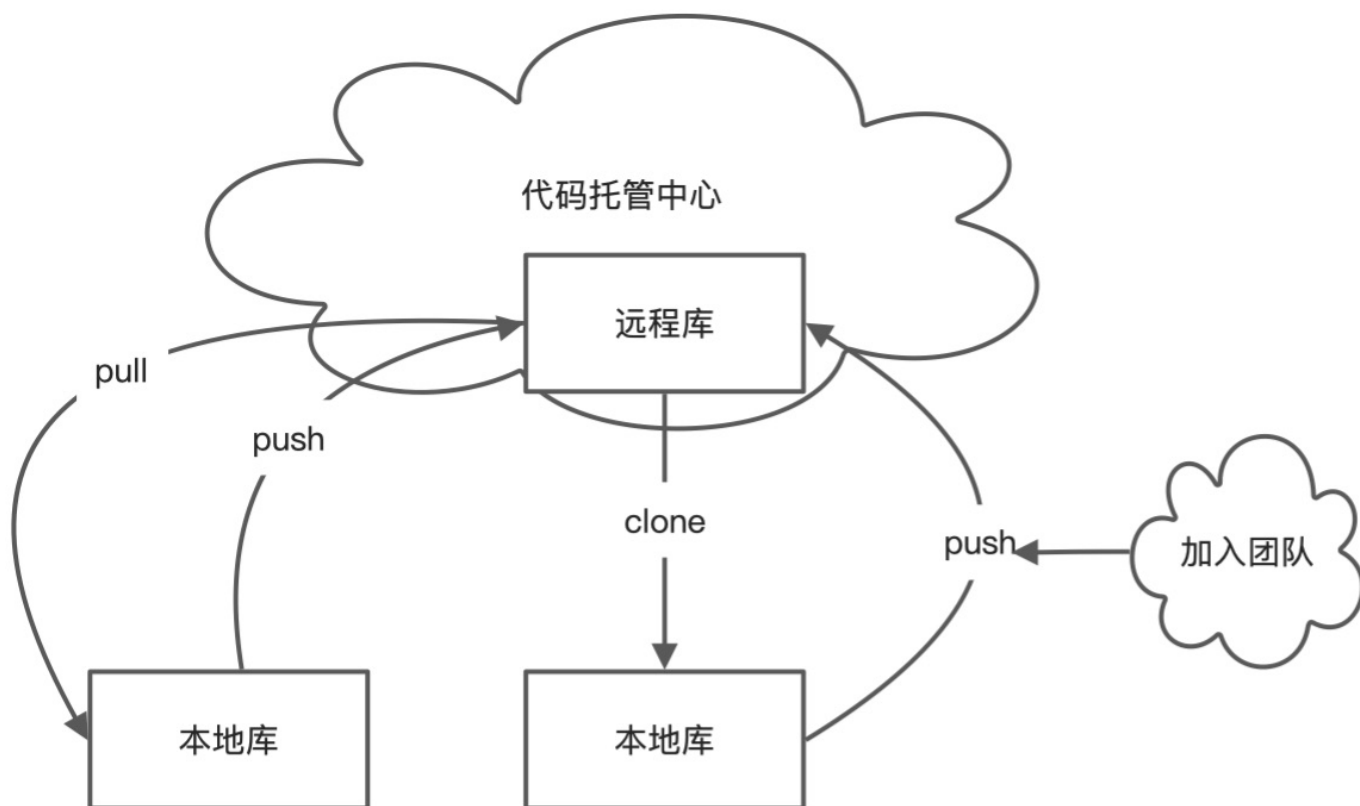 代码托管中心
远程库
pull
push
clone
push
加入团队
本地库
本地库